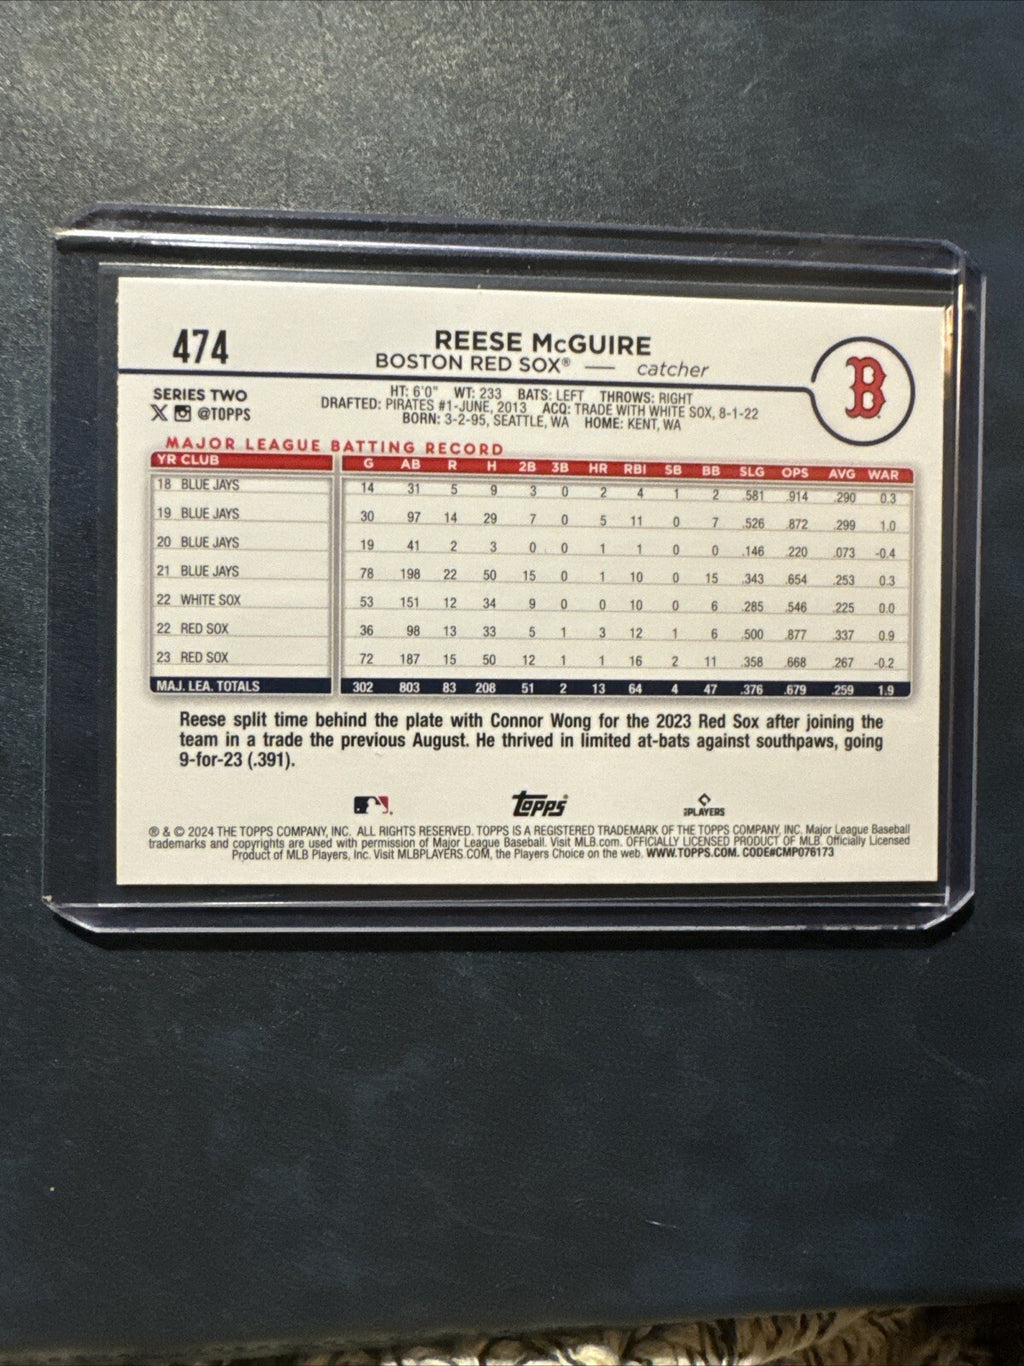 474
REESE McGUIRE
BOSTON RED SOX® — catcher
B
SERIES TWO
@TOPPS
HT: 6'0" WT: 233 BATS: LEFT THROWS: RIGHT
DRAFTED: PIRATES #1-JUNE, 2013 ACQ: TRADE WITH WHITE SOX, 8-1-22
BORN: 3-2-95, SEATTLE, WA HOME: KENT, WA
MAJOR LEAGUE BATTING RECORD
YR CLUB G AB R H 2B 3B HR RBI SB BB SLG OPS AVG WAR
18 BLUE JAYS 14 31 5 9 3 0 2 4 1 2 .581 .914 .290 0.3
19 BLUE JAYS 30 97 14 29 7 0 5 11 0 7 .526 .872 .299 1.0
20 BLUE JAYS 19 41 2 3 0 0 1 1 0 0 .146 .220 .073 -0.4
21 BLUE JAYS 78 198 22 50 15 0 1 10 0 15 .343 .654 .253 0.3
22 WHITE SOX 53 151 12 34 9 0 0 10 0 6 .285 .546 .225 0.0
22 RED SOX 36 98 13 33 5 1 3 12 1 6 .500 .877 .337 0.9
23 RED SOX 72 187 15 50 12 1 1 16 2 11 .358 .668 .267 -0.2
MAJ. LEA. TOTALS 302 803 83 208 51 2 13 64 4 47 .376 .679 .259 1.9
Reese split time behind the plate with Connor Wong for the 2023 Red Sox after joining the
team in a trade the previous August. He thrived in limited at-bats against southpaws, going
9-for-23 (.391).
topps®
PLAYERS
® & © 2024 THE TOPPS COMPANY, INC. ALL RIGHTS RESERVED. TOPPS IS A REGISTERED TRADEMARK OF THE TOPPS COMPANY, INC. Major League Baseball
trademarks and copyrights are used with permission of Major League Baseball. Visit MLB.com. OFFICIALLY LICENSED PRODUCT OF MLB. Officially Licensed
Product of MLB Players, Inc. Visit MLBPLAYERS.COM, the Players Choice on the web. WWW.TOPPS.COM. CODE#CMP076173